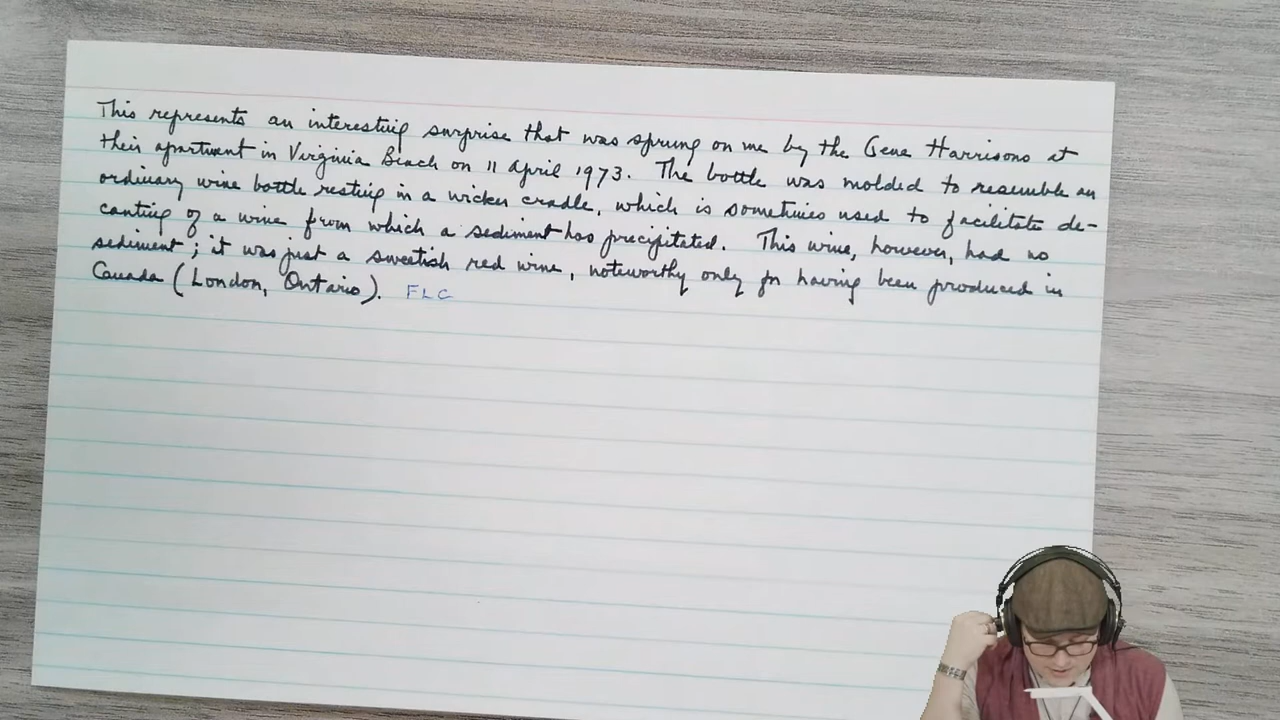 This represents an interesting surprise that was sprung on me by the Gene Harrisons at
their apartment in Virginia Beach on 11 April 1973. The bottle was molded to resemble an
ordinary wine bottle resting in a wicker cradle, which is sometimes used to facilitate de-
canting of a wine from which a sediment has precipitated. This wine, however, had no
sediment; it was just a sweetish red wine, noteworthy only for having been produced in
Canada (London, Ontario). FLC